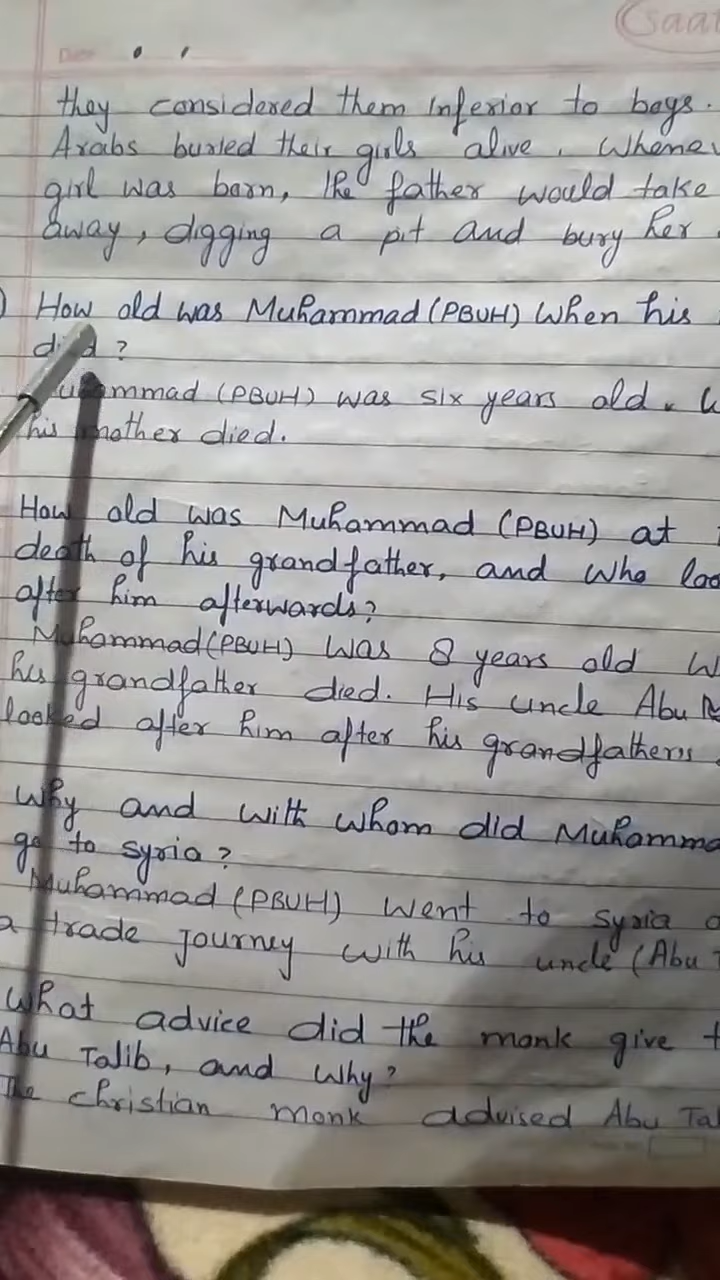 Date
they considered them inferior to boys.
Arabs buried their girls alive. Whene
girl was born, the father would take
away, digging a pit and bury her
How old was Muhammad (PBUH) when his
died?
Muhammad (PBUH) was six years old.
his mother died.
How old was Muhammad (PBUH) at
death of his grandfather, and who loo
after him afterwards?
Muhammad (PBUH) was 8 years old w
his grandfather died. His uncle Abu
looked after him after his grandfather's
Why and with whom did Muhamma
go to Syria?
Muhammad (PBUH) went to Syria o
a trade journey with his uncle (Abu T
What advice did the monk give t
Abu Talib, and why?
The christian monk advised Abu Tal